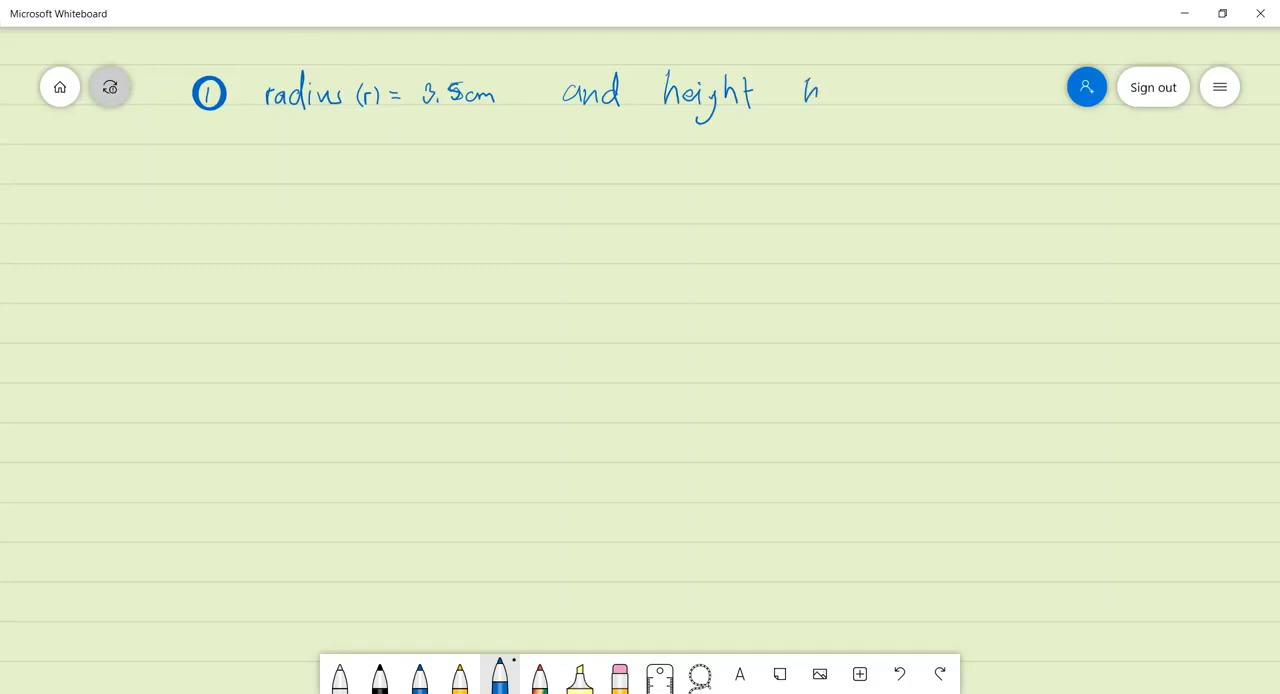 Microsoft Whiteboard
Sign out
① radius (r) = 3.5cm and height h